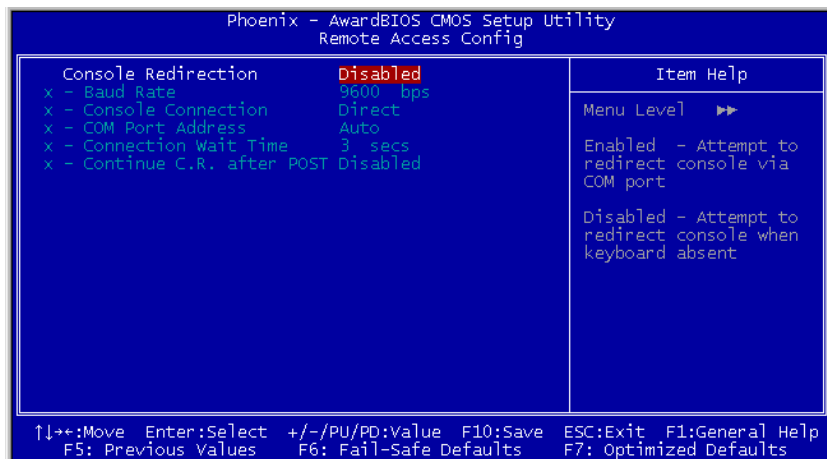 Phoenix - AwardBIOS CMOS Setup Utility
Remote Access Config
Console Redirection Disabled
x - Baud Rate 9600 bps
x - Console Connection Direct
x - COM Port Address Auto
x - Connection Wait Time 3 secs
x - Continue C.R. after POST Disabled
Item Help
Menu Level ►►
Enabled - Attempt to
redirect console via
COM port
Disabled - Attempt to
redirect console when
keyboard absent
↑↓→←:Move Enter:Select +/-/PU/PD:Value F10:Save ESC:Exit F1:General Help
F5: Previous Values F6: Fail-Safe Defaults F7: Optimized Defaults